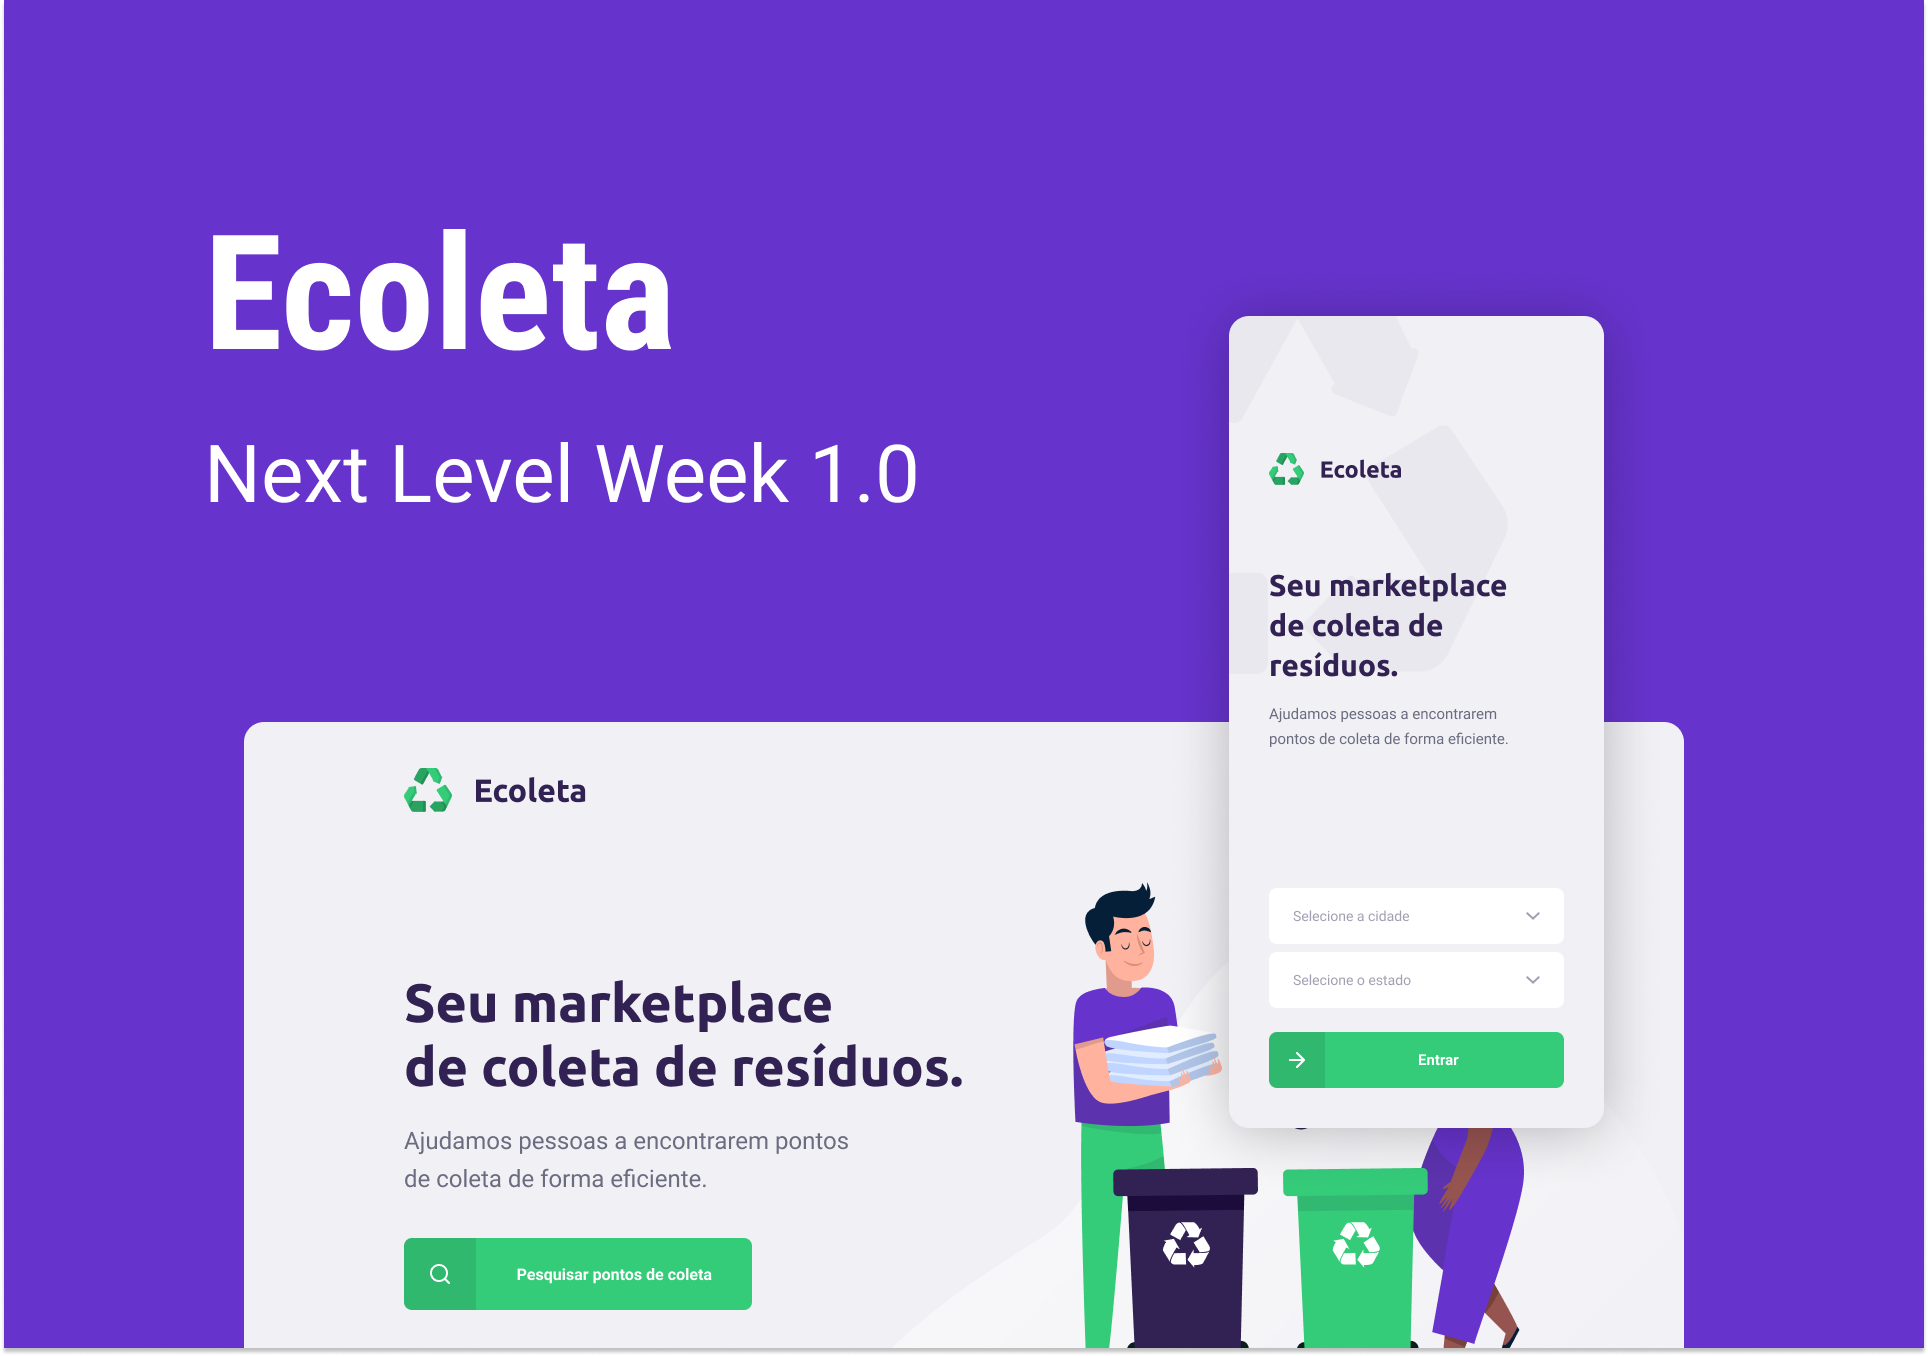 Ecoleta
Next Level Week 1.0
Ecoleta
Seu marketplace
de coleta de
resíduos.
Ajudamos pessoas a encontrarem
pontos de coleta de forma eficiente.
Selecione a cidade
Selecione o estado
Entrar
Ecoleta
Seu marketplace
de coleta de resíduos.
Ajudamos pessoas a encontrarem pontos
de coleta de forma eficiente.
Pesquisar pontos de coleta